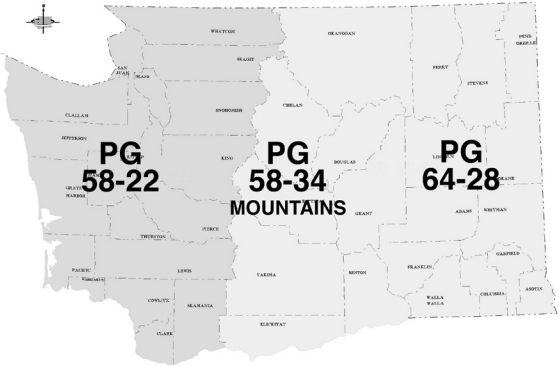 WHATCOM
OKANOGAN
PEND
OREILLE
SKAGIT
SAN
JUAN
ISLAND
FERRY
STEVENS
CHELAN
CLALLAM
SNOHOMISH
JEFFERSON
PG
58-22
KING
PG
58-34
MOUNTAINS
DOUGLAS
PG
64-28
GRAYS
HARBOR
GRANT
ADAMS
WHITMAN
PIERCE
THURSTON
GARFIELD
PACIFIC
LEWIS
YAKIMA
BENTON
FRANKLIN
COWLITZ
SKAMANIA
WALLA
WALLA
COLUMBIA
ASOTIN
KLICKITAT
CLARK